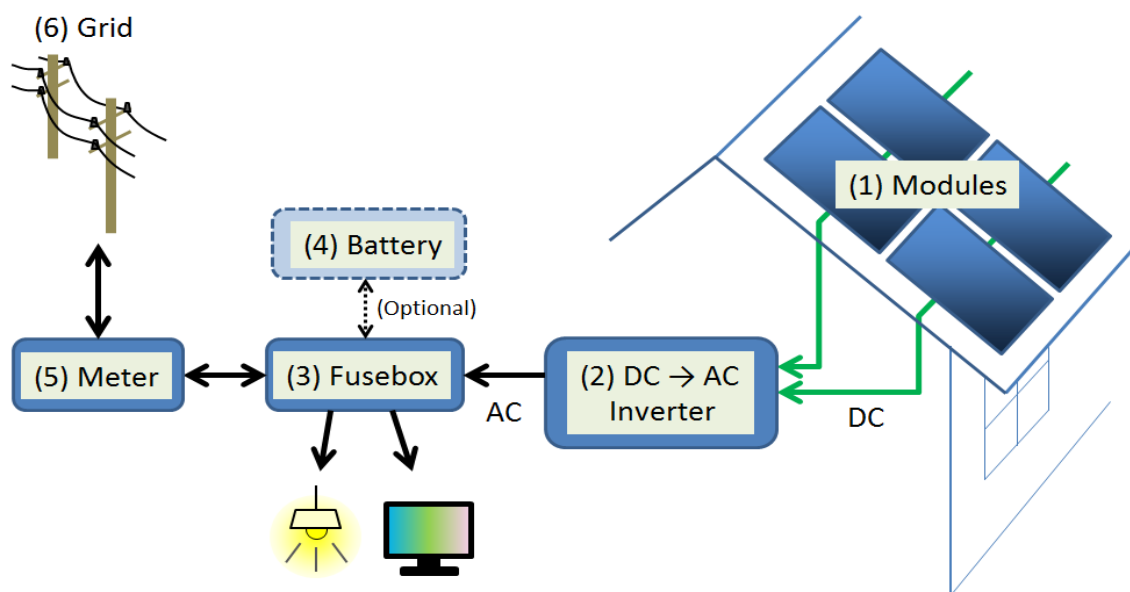 (6) Grid
(1) Modules
(4) Battery
(Optional)
(5) Meter
(3) Fusebox
(2) DC → AC
Inverter
AC
DC